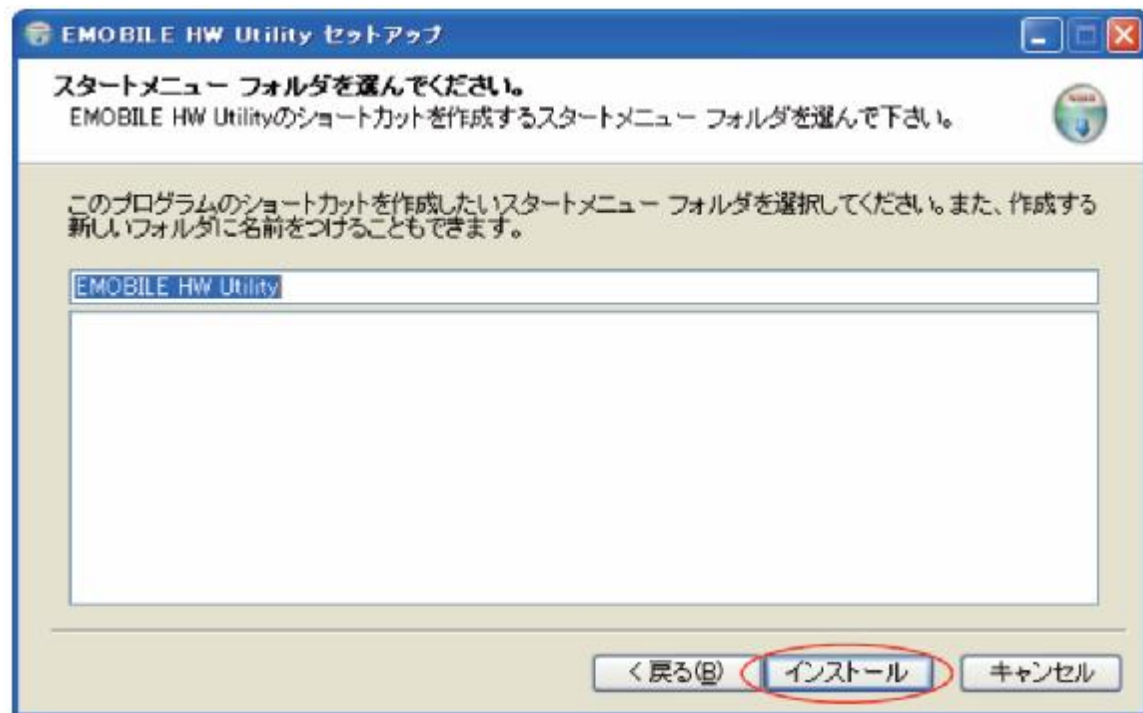 EMOBILE HW Utility セットアップ
スタートメニュー フォルダを選んでください。
EMOBILE HW Utilityのショートカットを作成するスタートメニュー フォルダを選んで下さい。
このプログラムのショートカットを作成したいスタートメニュー フォルダを選択してください。また、作成する
新しいフォルダに名前をつけることもできます。
EMOBILE HW Utility
< 戻る(B)
インストール
キャンセル